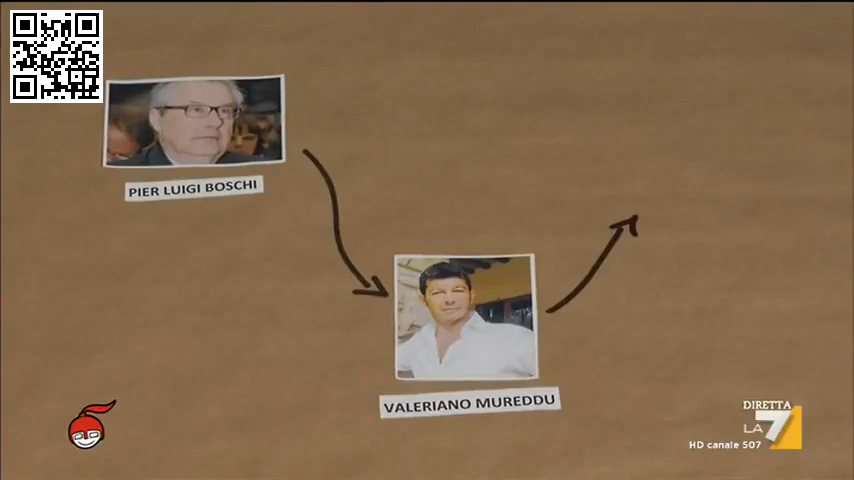 PIER LUIGI BOSCHI
VALERIANO MUREDDU
DIRETTA
LA7
HD canale 507